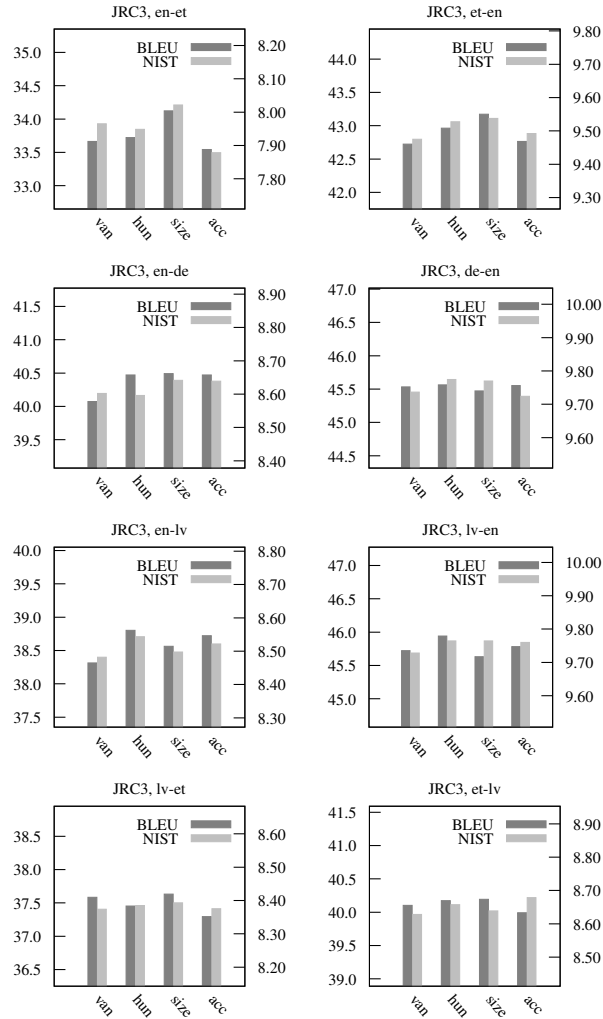 JRC3, en-et
35.0
34.5
34.0
33.5
33.0
8.20
8.10
8.00
7.90
7.80
BLEU
NIST
van hun size acc
JRC3, et-en
44.0
43.5
43.0
42.5
42.0
9.80
9.70
9.60
9.50
9.40
9.30
BLEU
NIST
van hun size acc
JRC3, en-de
41.5
41.0
40.5
40.0
39.5
8.90
8.80
8.70
8.60
8.50
8.40
BLEU
NIST
van hun size acc
JRC3, de-en
47.0
46.5
46.0
45.5
45.0
44.5
10.00
9.90
9.80
9.70
9.60
BLEU
NIST
van hun size acc
JRC3, en-lv
40.0
39.5
39.0
38.5
38.0
37.5
8.80
8.70
8.60
8.50
8.40
8.30
BLEU
NIST
van hun size acc
JRC3, lv-en
47.0
46.5
46.0
45.5
45.0
10.00
9.90
9.80
9.70
9.60
BLEU
NIST
van hun size acc
JRC3, lv-et
38.5
38.0
37.5
37.0
36.5
8.60
8.50
8.40
8.30
8.20
BLEU
NIST
van hun size acc
JRC3, et-lv
41.5
41.0
40.5
40.0
39.5
39.0
8.90
8.80
8.70
8.60
8.50
BLEU
NIST
van hun size acc